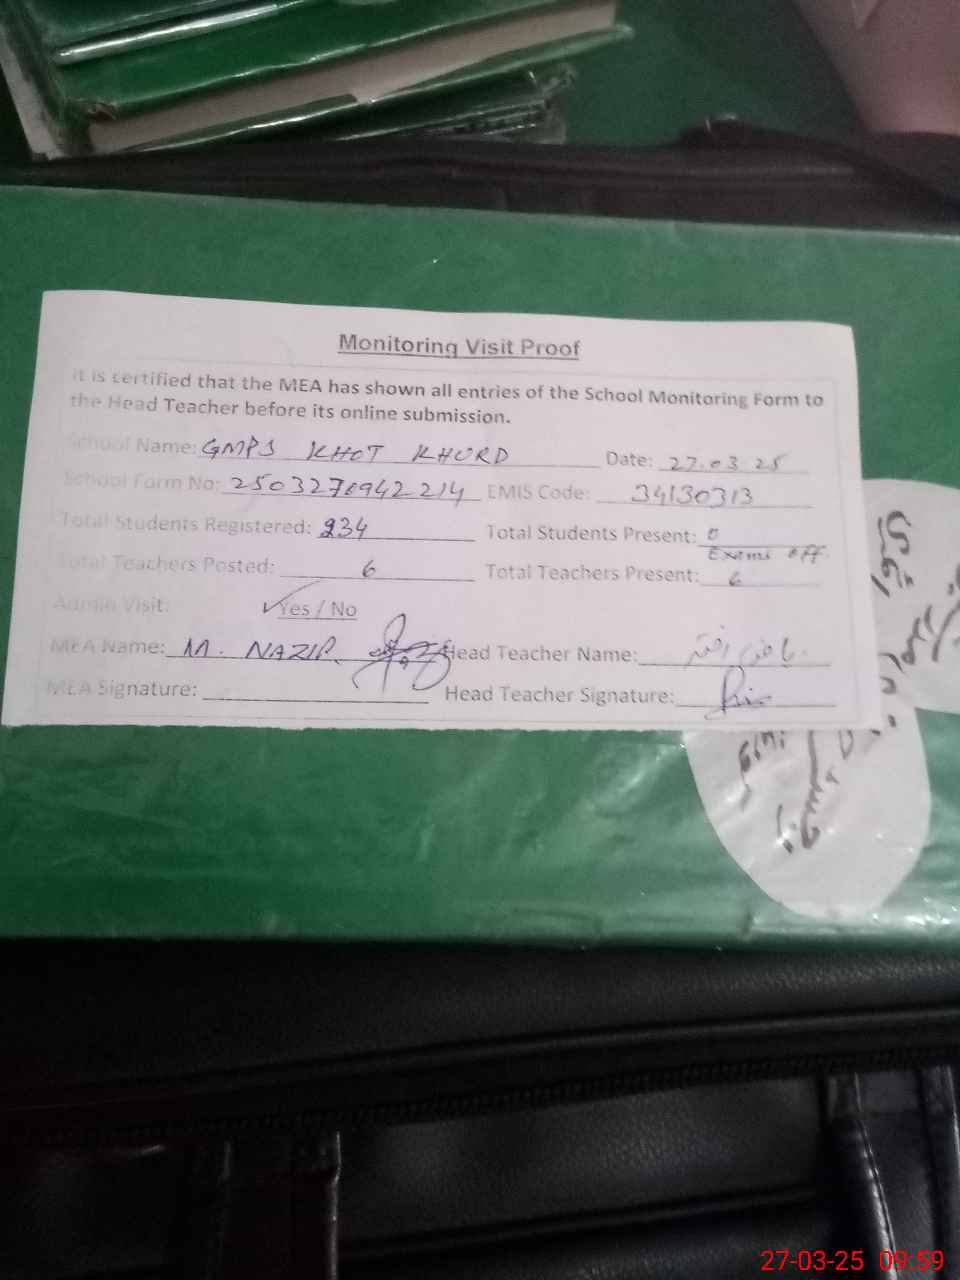 Monitoring Visit Proof
It is certified that the MEA has shown all entries of the School Monitoring Form to
the Head Teacher before its online submission.
School Name: GMPS KHOT KHURD Date: 27.03.25
School Form No: 2503270942214 EMIS Code: 34130313
Total Students Registered: 234 Total Students Present: 0
Exams off.
Total Teachers Posted: 6 Total Teachers Present: 6
Admin Visit: ✓Yes / No
MEA Name: M. NAZIR Head Teacher Name:
MEA Signature: Head Teacher Signature:
27-03-25 09:59